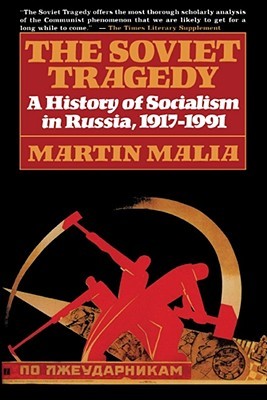 "The Soviet Tragedy offers the most thorough scholarly analysis
of the Communist phenomenon that we are likely to get for a
long while to come." — The Times Literary Supplement
THE SOVIET
TRAGEDY
A History of Socialism
in Russia, 1917-1991
MARTIN MALIA
ПО ЛЖЕУДАРНИКАМ